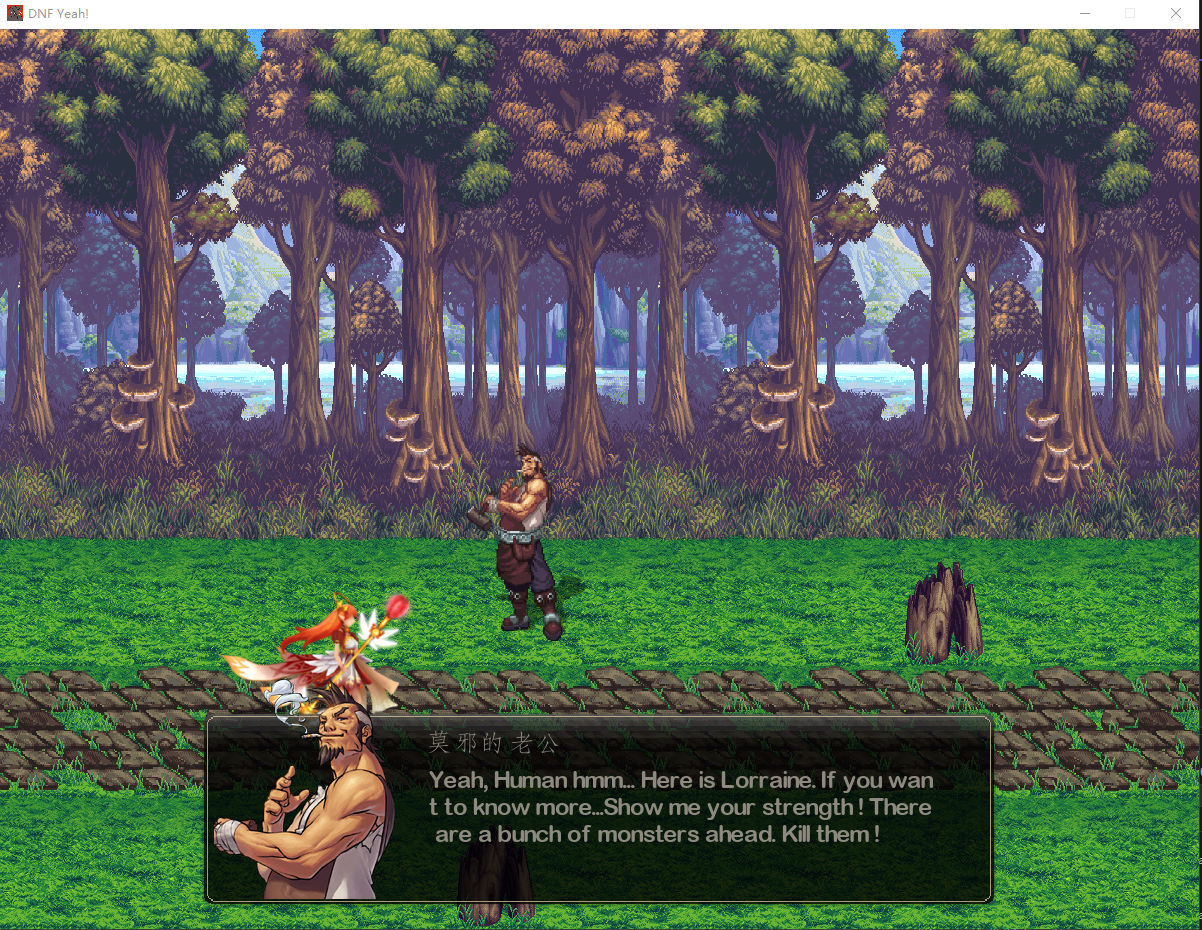 DNF Yeah!
莫邪的老公
Yeah, Human hmm... Here is Lorraine. If you wan
t to know more...Show me your strength ! There
are a bunch of monsters ahead. Kill them !